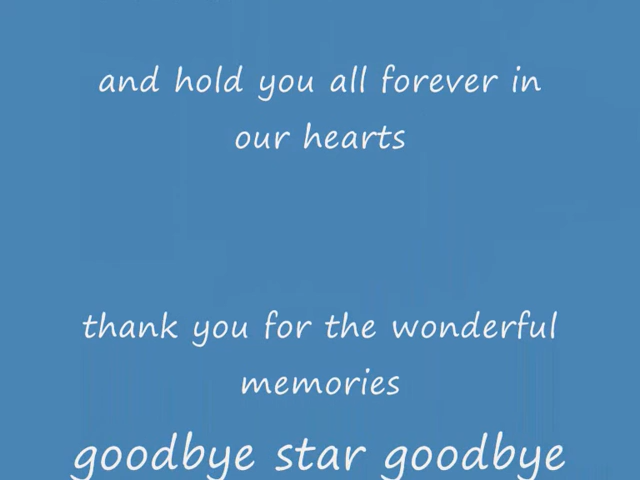 and hold you all forever in
our hearts
thank you for the wonderful
memories
goodbye star goodbye